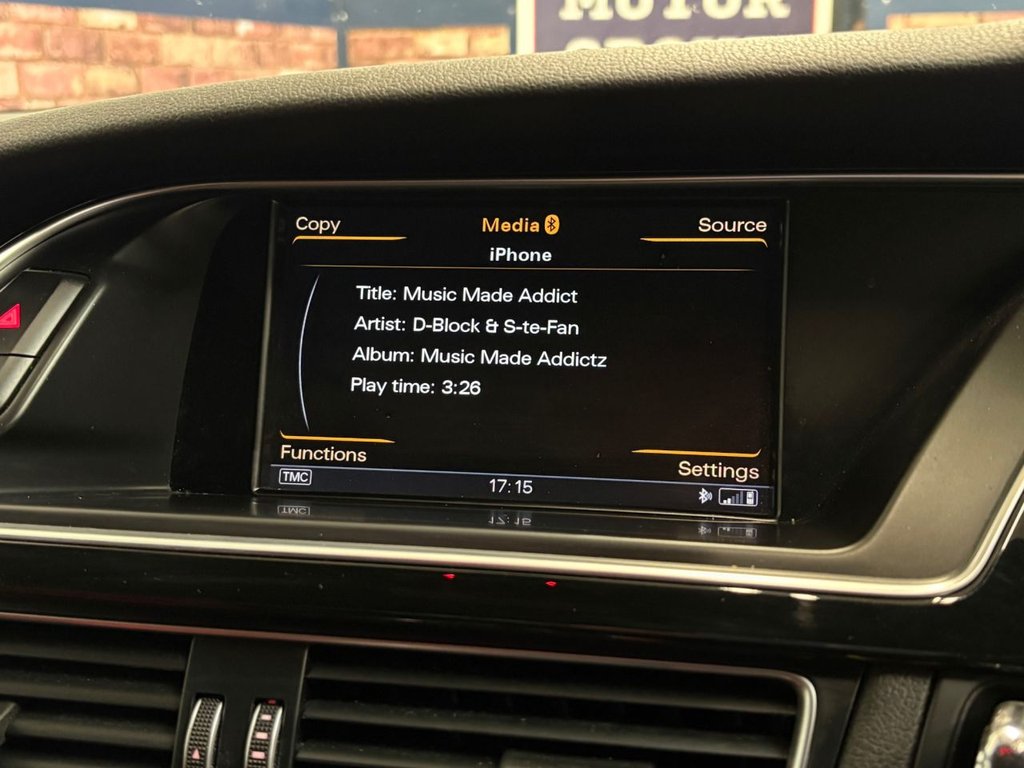 MOTOR
Copy
Media
Source
iPhone
Title: Music Made Addict
Artist: D-Block & S-te-Fan
Album: Music Made Addictz
Play time: 3:26
Functions
Settings
TMC
17:15